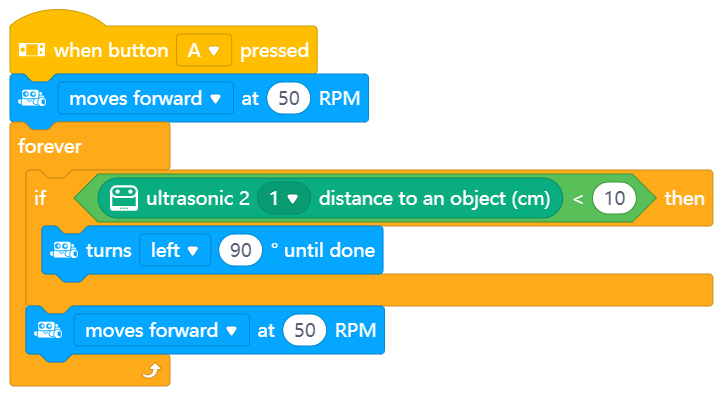 when button A pressed
moves forward at 50 RPM
forever
if ultrasonic 2 1 distance to an object (cm) < 10 then
turns left 90 ° until done
moves forward at 50 RPM